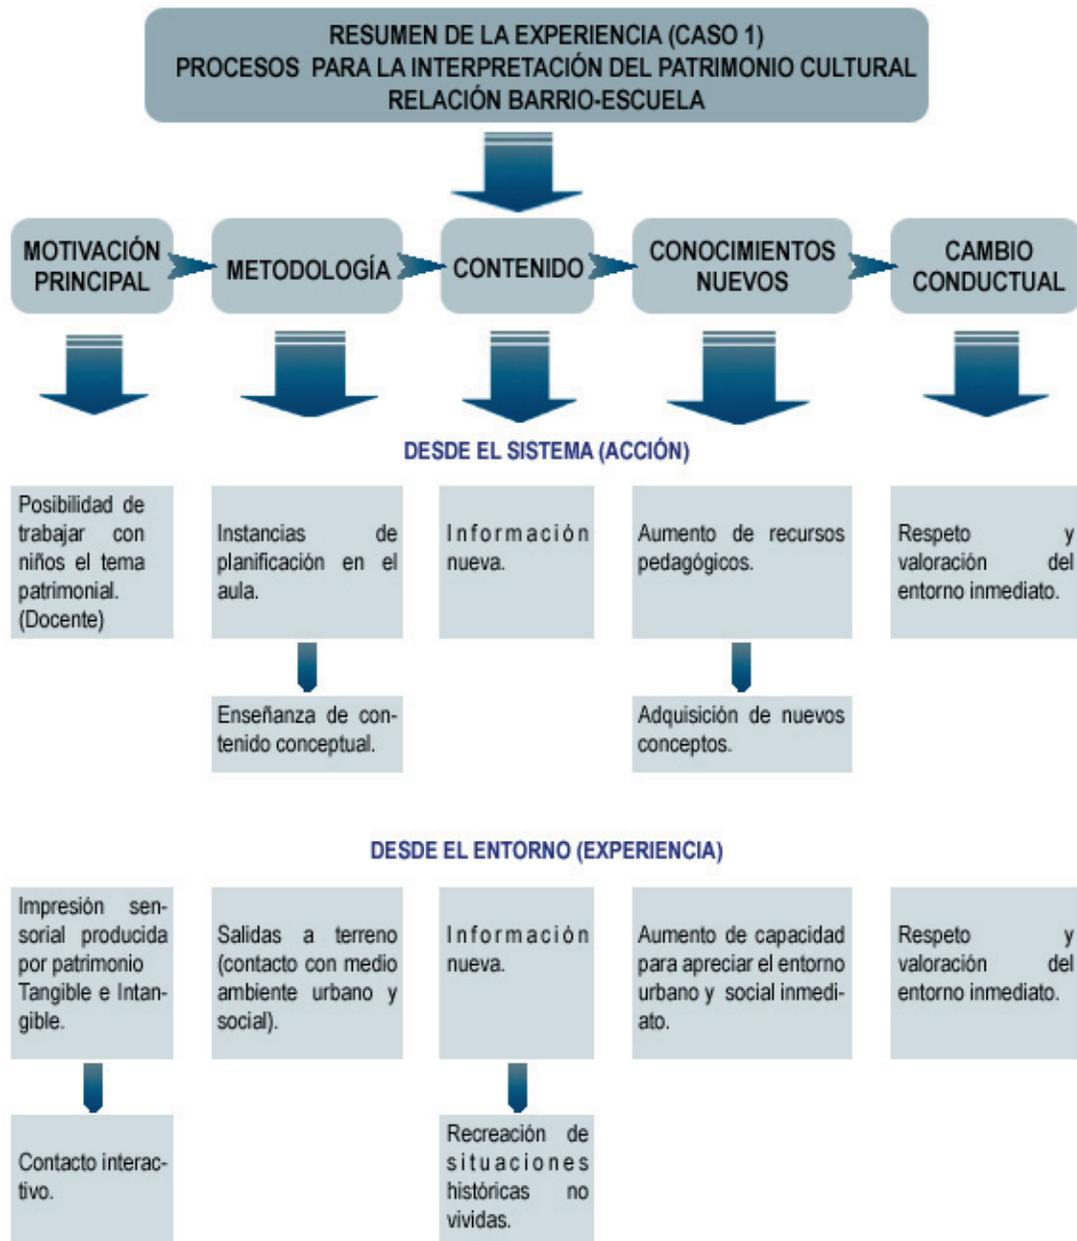 RESUMEN DE LA EXPERIENCIA (CASO 1)
PROCESOS PARA LA INTERPRETACIÓN DEL PATRIMONIO CULTURAL
RELACIÓN BARRIO-ESCUELA
MOTIVACIÓN
PRINCIPAL
METODOLOGÍA
CONTENIDO
CONOCIMIENTOS
NUEVOS
CAMBIO
CONDUCTUAL
DESDE EL SISTEMA (ACCIÓN)
Posibilidad de
trabajar con
niños el tema
patrimonial.
(Docente)
Instancias de
planificación en el
aula.
Información
nueva.
Aumento de recursos
pedagógicos.
Respeto y
valoración del
entorno inmediato.
Enseñanza de con-
tenido conceptual.
Adquisición de nuevos
conceptos.
DESDE EL ENTORNO (EXPERIENCIA)
Impresión sen-
sorial producida
por patrimonio
Tangible e Intan-
gible.
Salidas a terreno
(contacto con medio
ambiente urbano y
social).
Información
nueva.
Aumento de capacidad
para apreciar el entorno
urbano y social inmedi-
ato.
Respeto y
valoración del
entorno inmediato.
Contacto interac-
tivo.
Recreación de
situaciones
históricas no
vividas.